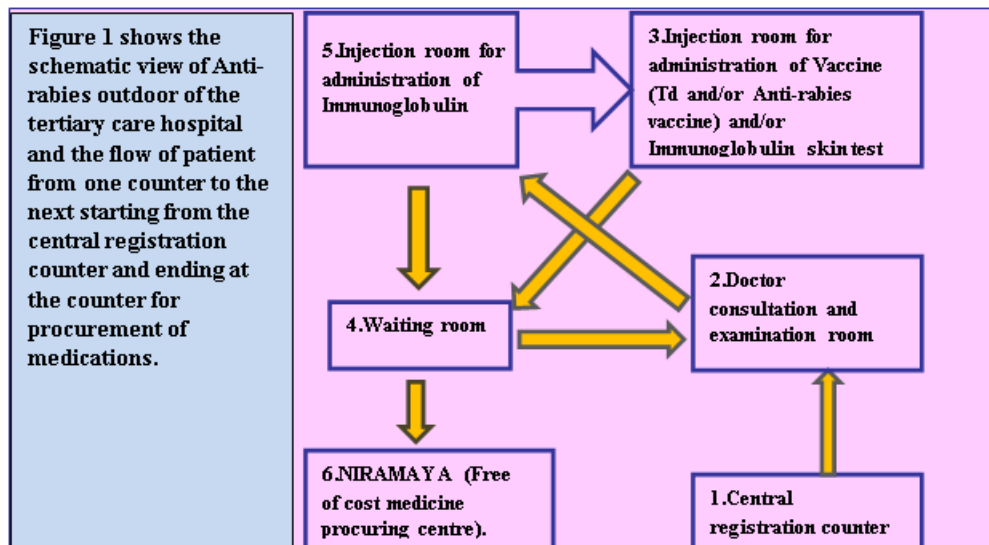 Figure 1 shows the
schematic view of Anti-
rabies outdoor of the
tertiary care hospital
and the flow of patient
from one counter to the
next starting from the
central registration
counter and ending at
the counter for
procurement of
medications.
5.Injection room for
administration of
Immunoglobulin
3.Injection room for
administration of Vaccine
(Td and/or Anti-rabies
vaccine) and/or
Immunoglobulin skin test
4.Waiting room
2.Doctor
consultation and
examination room
6.NIRAMAYA (Free
of cost medicine
procuring centre).
1.Central
registration counter